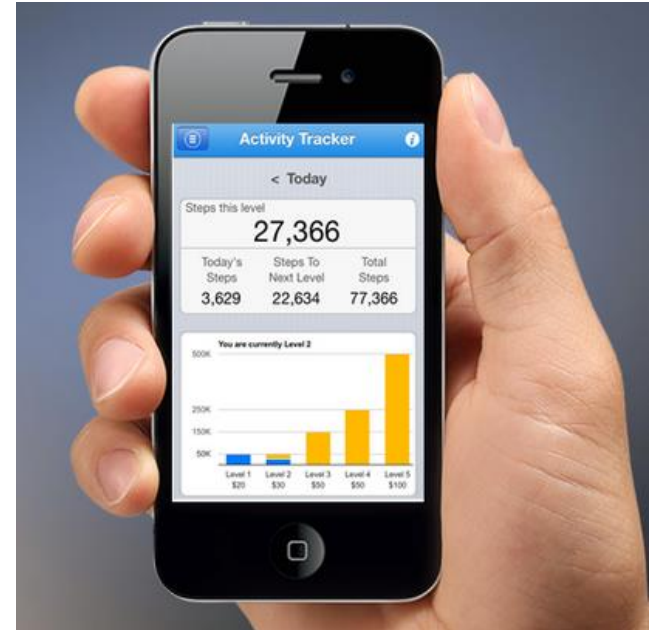 Activity Tracker
< Today
Steps this level
27,366
Today's Steps To Total
Steps Next Level Steps
3,629 22,634 77,366
You are currently Level 2
500K
250K
150K
50K
Level 1 Level 2 Level 3 Level 4 Level 5
$20 $30 $50 $50 $100